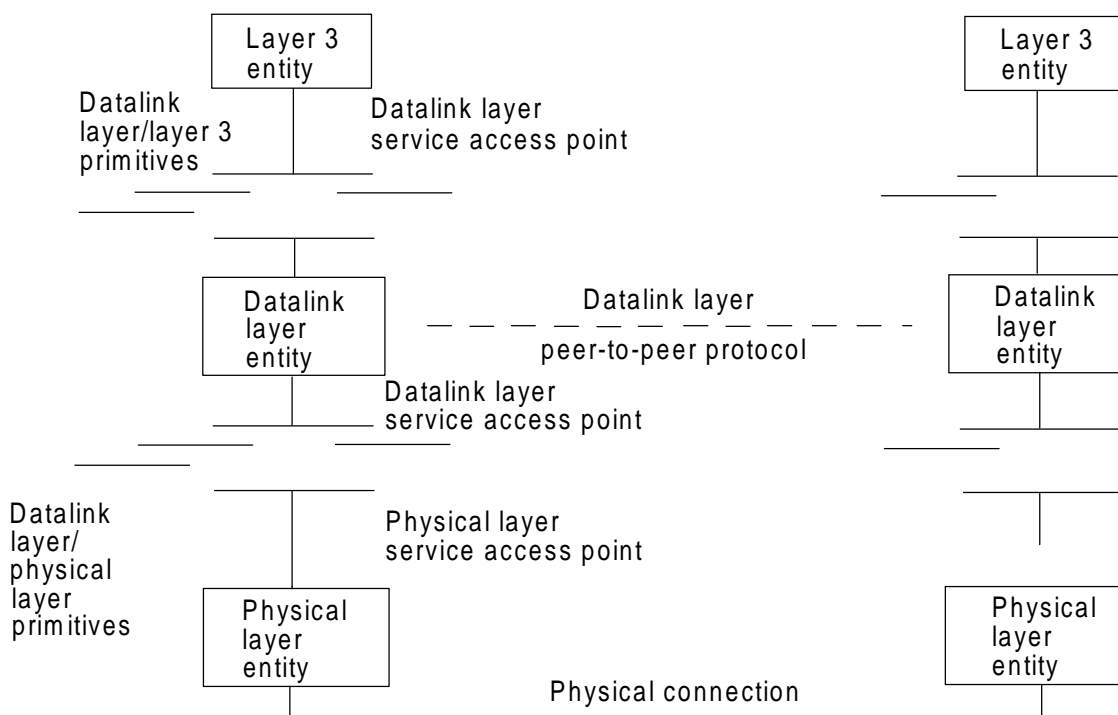 Layer 3
entity
Layer 3
entity
Datalink
layer/layer 3
primitives
Datalink layer
service access point
Datalink
layer
entity
Datalink layer
peer-to-peer protocol
Datalink
layer
entity
Datalink layer
service access point
Datalink
layer/
physical
layer
primitives
Physical layer
service access point
Physical
layer
entity
Physical connection
Physical
layer
entity